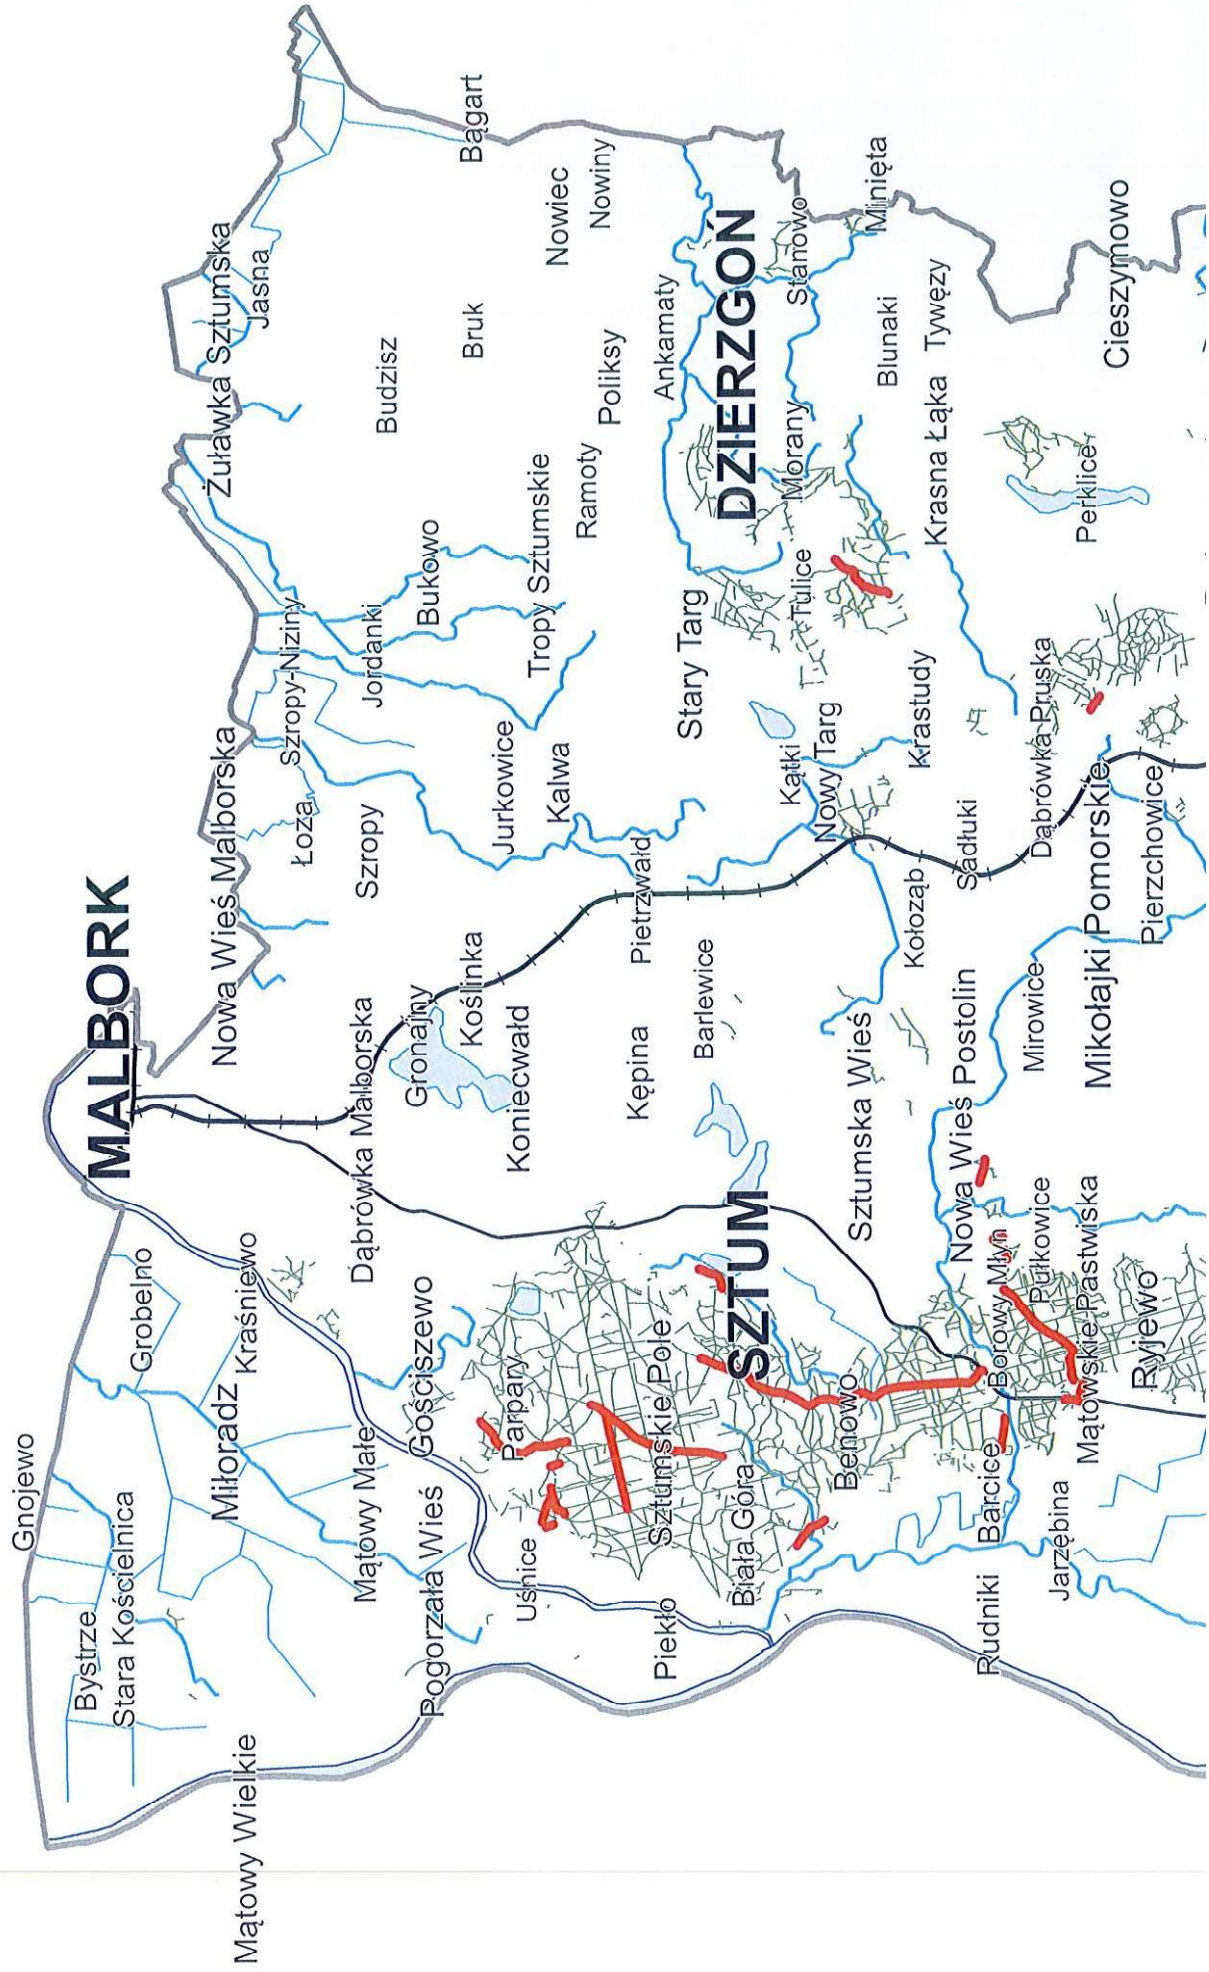 Gnojewo
Bystrze
Stara Kościelnica
MALBORK
Grobelno
Miłoradz
Nowa Wieś Malborska
Żuławka Sztumska
Mątowy Wielkie
Kraśniewo
Jasna
Szropy-Niziny
Łoza
Mątowy Małe
Dąbrówka Malborska
Szropy
Jordanki
Budzisz
Gronajny
Gościszewo
Pogorzała Wieś
Bukowo
Koślinka
Bruk
Bągart
Jurkowice
Parpary
Koniecwałd
Uśnice
Tropy Sztumskie
Kalwa
Nowiec
Ramoty
Nowiny
Poliksy
Kępina
Pietrzwałd
Sztumskie Pole
Piekło
Ankamaty
Stary Targ
Barlewice
DZIERZGOŃ
Biała Góra
SZTUM
Kątki
Tulice
Morany
Stanowo
Nowy Targ
Benowo
Sztumska Wieś
Minięta
Blunaki
Kołoząb
Krastudy
Krasna Łąka
Tywęzy
Nowa Wieś
Postolin
Sadłuki
Barcice
Rudniki
Borowy Młyn
Mirowice
Pułkowice
Dąbrówka Pruska
Jarzębina
Mątowskie Pastwiska
Mikołajki Pomorskie
Perklice
Cieszymowo
Ryjewo
Pierzchowice